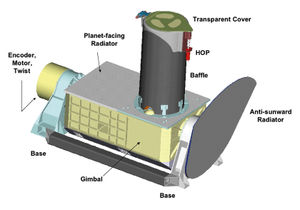 Transparent Cover
Planet-facing
Radiator
HOP
Encoder,
Motor,
Twist
Baffle
Anti-sunward
Radiator
Base
Gimbal
Base